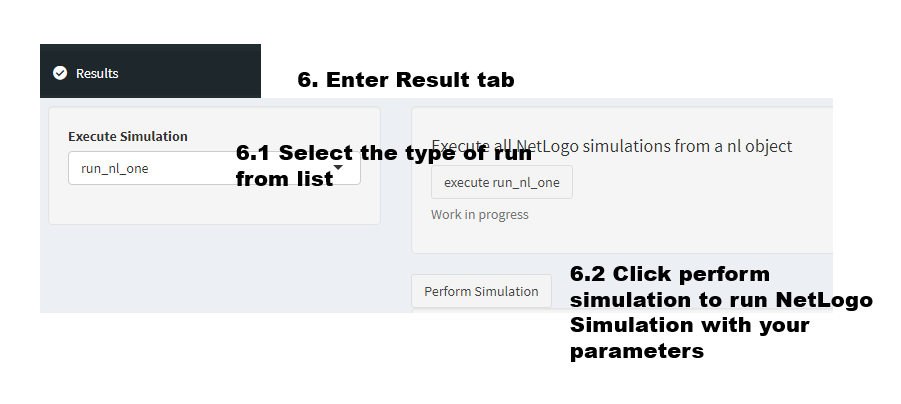 Results
6. Enter Result tab
Execute Simulation
run_nl_one
6.1 Select the type of run
from list
Execute all NetLogo simulations from a nl object
execute run_nl_one
Work in progress
Perform Simulation
6.2 Click perform
simulation to run NetLogo
Simulation with your
parameters